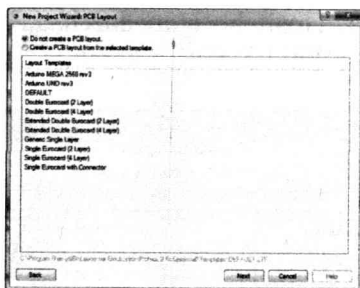 New Project Wizard: PCB Layout
Do not create a PCB layout.
Create a PCB layout from the selected template.
Layout Templates
Arduino MEGA 2560 rev3
Arduino UNO rev3
DEFAULT
Double Eurocard (2 Layer)
Double Eurocard (4 Layer)
Extended Double Eurocard (2 Layer)
Extended Double Eurocard (4 Layer)
Generic Single Layer
Single Eurocard (2 Layer)
Single Eurocard (4 Layer)
Single Eurocard with Connector
Back
Next
Cancel
Help